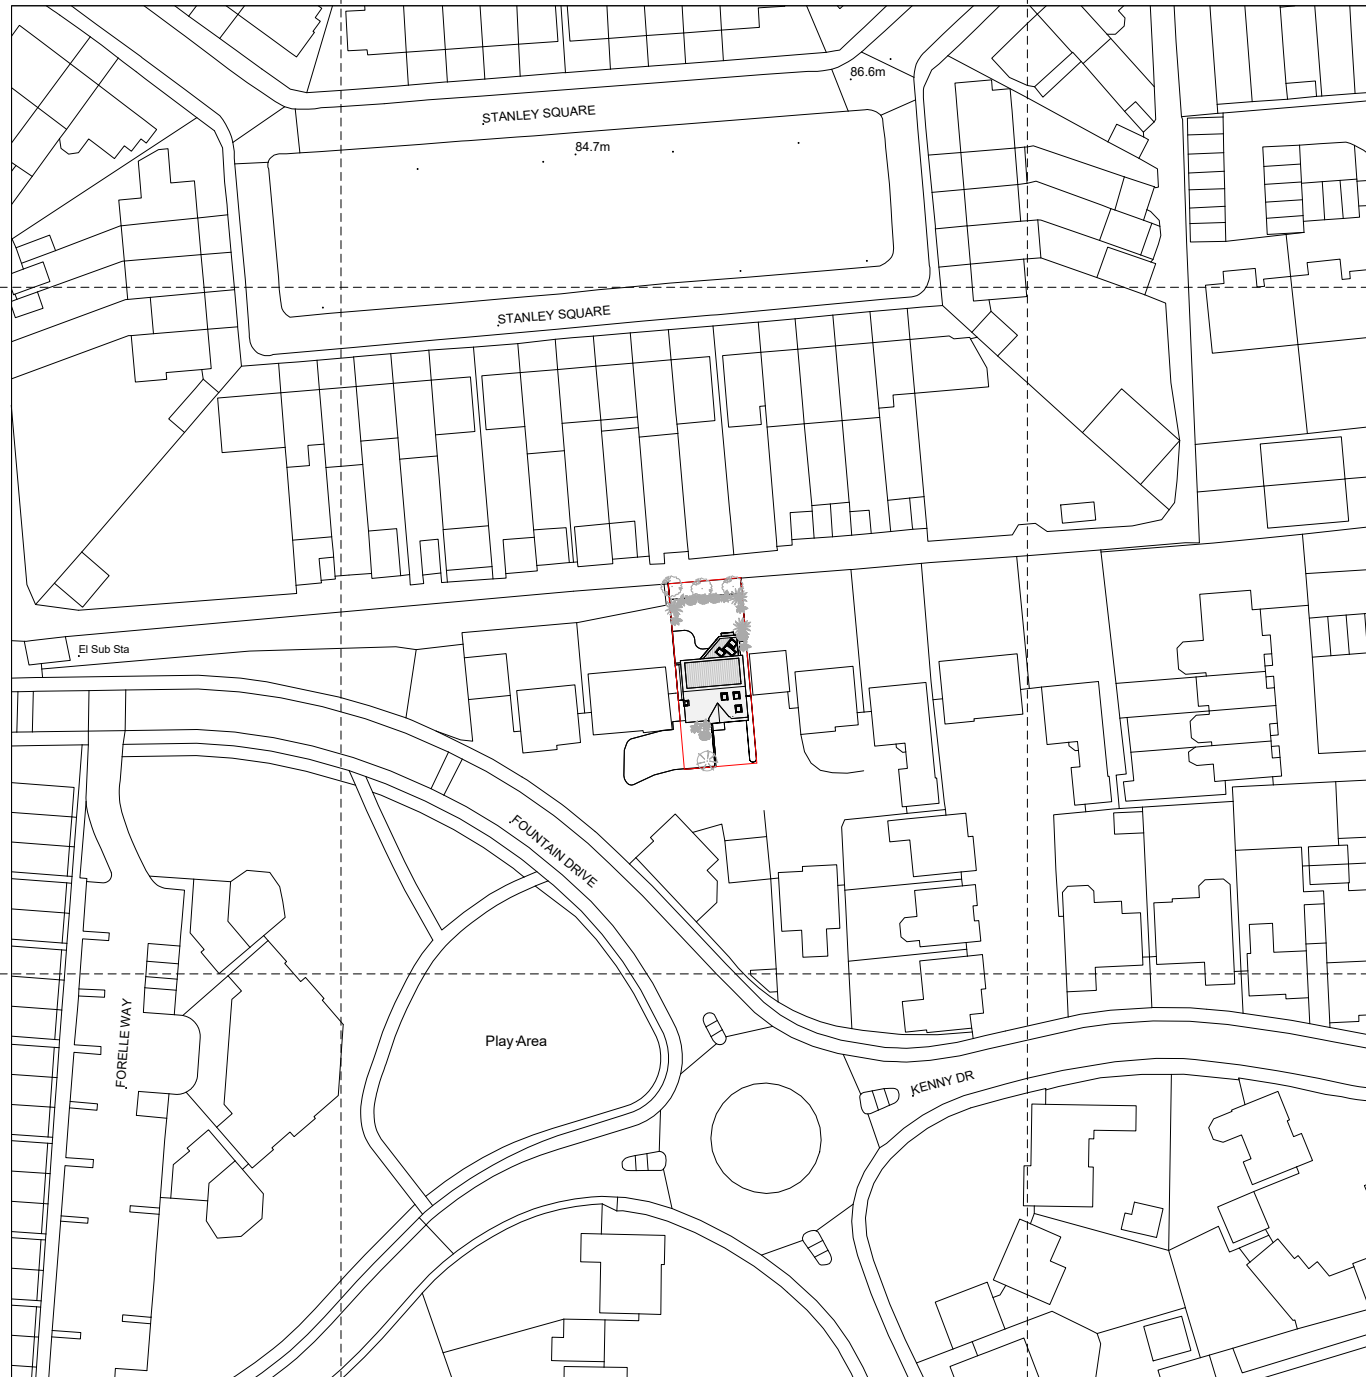 86.6m
STANLEY SQUARE
84.7m
STANLEY SQUARE
El Sub Sta
FOUNTAIN DRIVE
FORELLE WAY
Play Area
KENNY DR